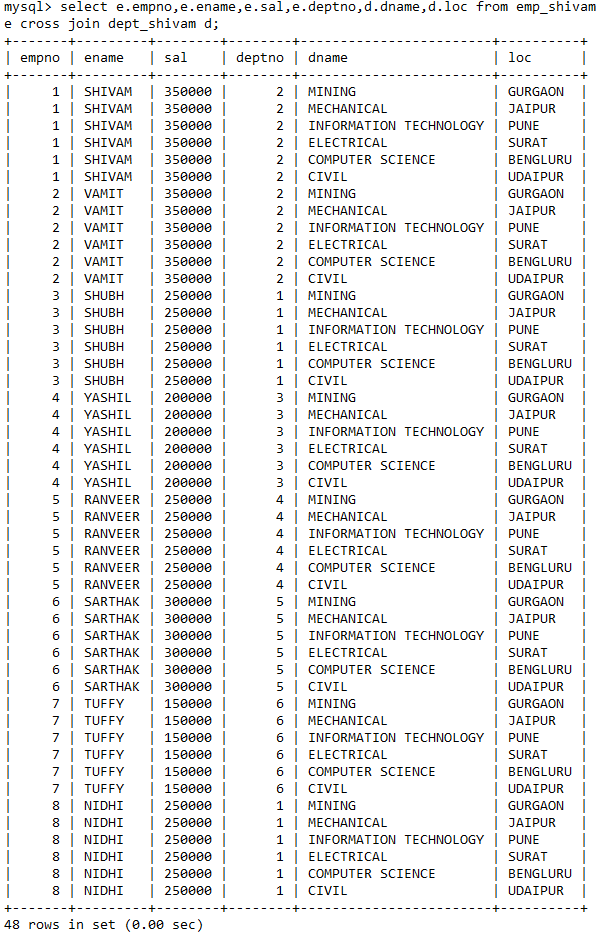 mysql> select e.empno,e.ename,e.sal,e.deptno,d.dname,d.loc from emp_shivam
e cross join dept_shivam d;
+-------+---------+--------+--------+------------------------+-----------+
| empno | ename   | sal    | deptno | dname                  | loc       |
+-------+---------+--------+--------+------------------------+-----------+
|     1 | SHIVAM  | 350000 |      2 | MINING                 | GURGAON   |
|     1 | SHIVAM  | 350000 |      2 | MECHANICAL             | JAIPUR    |
|     1 | SHIVAM  | 350000 |      2 | INFORMATION TECHNOLOGY | PUNE      |
|     1 | SHIVAM  | 350000 |      2 | ELECTRICAL             | SURAT     |
|     1 | SHIVAM  | 350000 |      2 | COMPUTER SCIENCE       | BENGLURU  |
|     1 | SHIVAM  | 350000 |      2 | CIVIL                  | UDAIPUR   |
|     2 | VAMIT   | 350000 |      2 | MINING                 | GURGAON   |
|     2 | VAMIT   | 350000 |      2 | MECHANICAL             | JAIPUR    |
|     2 | VAMIT   | 350000 |      2 | INFORMATION TECHNOLOGY | PUNE      |
|     2 | VAMIT   | 350000 |      2 | ELECTRICAL             | SURAT     |
|     2 | VAMIT   | 350000 |      2 | COMPUTER SCIENCE       | BENGLURU  |
|     2 | VAMIT   | 350000 |      2 | CIVIL                  | UDAIPUR   |
|     3 | SHUBH   | 250000 |      1 | MINING                 | GURGAON   |
|     3 | SHUBH   | 250000 |      1 | MECHANICAL             | JAIPUR    |
|     3 | SHUBH   | 250000 |      1 | INFORMATION TECHNOLOGY | PUNE      |
|     3 | SHUBH   | 250000 |      1 | ELECTRICAL             | SURAT     |
|     3 | SHUBH   | 250000 |      1 | COMPUTER SCIENCE       | BENGLURU  |
|     3 | SHUBH   | 250000 |      1 | CIVIL                  | UDAIPUR   |
|     4 | YASHIL  | 200000 |      3 | MINING                 | GURGAON   |
|     4 | YASHIL  | 200000 |      3 | MECHANICAL             | JAIPUR    |
|     4 | YASHIL  | 200000 |      3 | INFORMATION TECHNOLOGY | PUNE      |
|     4 | YASHIL  | 200000 |      3 | ELECTRICAL             | SURAT     |
|     4 | YASHIL  | 200000 |      3 | COMPUTER SCIENCE       | BENGLURU  |
|     4 | YASHIL  | 200000 |      3 | CIVIL                  | UDAIPUR   |
|     5 | RANVEER | 250000 |      4 | MINING                 | GURGAON   |
|     5 | RANVEER | 250000 |      4 | MECHANICAL             | JAIPUR    |
|     5 | RANVEER | 250000 |      4 | INFORMATION TECHNOLOGY | PUNE      |
|     5 | RANVEER | 250000 |      4 | ELECTRICAL             | SURAT     |
|     5 | RANVEER | 250000 |      4 | COMPUTER SCIENCE       | BENGLURU  |
|     5 | RANVEER | 250000 |      4 | CIVIL                  | UDAIPUR   |
|     6 | SARTHAK | 300000 |      5 | MINING                 | GURGAON   |
|     6 | SARTHAK | 300000 |      5 | MECHANICAL             | JAIPUR    |
|     6 | SARTHAK | 300000 |      5 | INFORMATION TECHNOLOGY | PUNE      |
|     6 | SARTHAK | 300000 |      5 | ELECTRICAL             | SURAT     |
|     6 | SARTHAK | 300000 |      5 | COMPUTER SCIENCE       | BENGLURU  |
|     6 | SARTHAK | 300000 |      5 | CIVIL                  | UDAIPUR   |
|     7 | TUFFY   | 150000 |      6 | MINING                 | GURGAON   |
|     7 | TUFFY   | 150000 |      6 | MECHANICAL             | JAIPUR    |
|     7 | TUFFY   | 150000 |      6 | INFORMATION TECHNOLOGY | PUNE      |
|     7 | TUFFY   | 150000 |      6 | ELECTRICAL             | SURAT     |
|     7 | TUFFY   | 150000 |      6 | COMPUTER SCIENCE       | BENGLURU  |
|     7 | TUFFY   | 150000 |      6 | CIVIL                  | UDAIPUR   |
|     8 | NIDHI   | 250000 |      1 | MINING                 | GURGAON   |
|     8 | NIDHI   | 250000 |      1 | MECHANICAL             | JAIPUR    |
|     8 | NIDHI   | 250000 |      1 | INFORMATION TECHNOLOGY | PUNE      |
|     8 | NIDHI   | 250000 |      1 | ELECTRICAL             | SURAT     |
|     8 | NIDHI   | 250000 |      1 | COMPUTER SCIENCE       | BENGLURU  |
|     8 | NIDHI   | 250000 |      1 | CIVIL                  | UDAIPUR   |
+-------+---------+--------+--------+------------------------+-----------+
48 rows in set (0.00 sec)